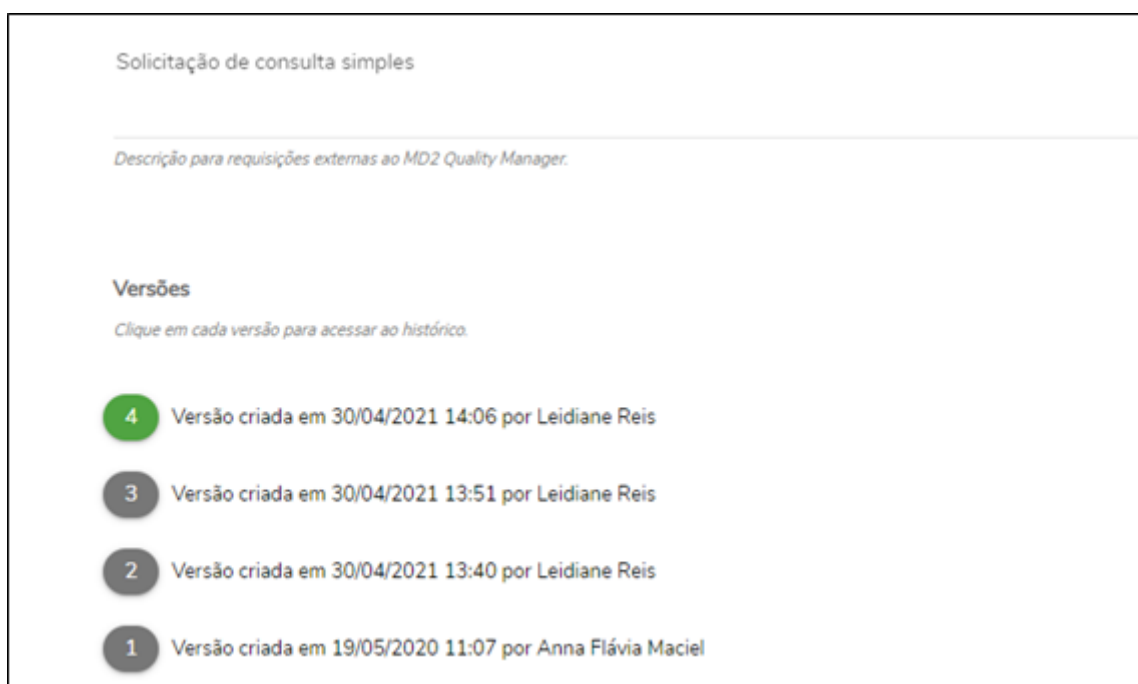 Solicitação de consulta simples
Descrição para requisições externas ao MD2 Quality Manager.
Versões
Clique em cada versão para acessar ao histórico.
4 Versão criada em 30/04/2021 14:06 por Leidiane Reis
3 Versão criada em 30/04/2021 13:51 por Leidiane Reis
2 Versão criada em 30/04/2021 13:40 por Leidiane Reis
1 Versão criada em 19/05/2020 11:07 por Anna Flávia Maciel